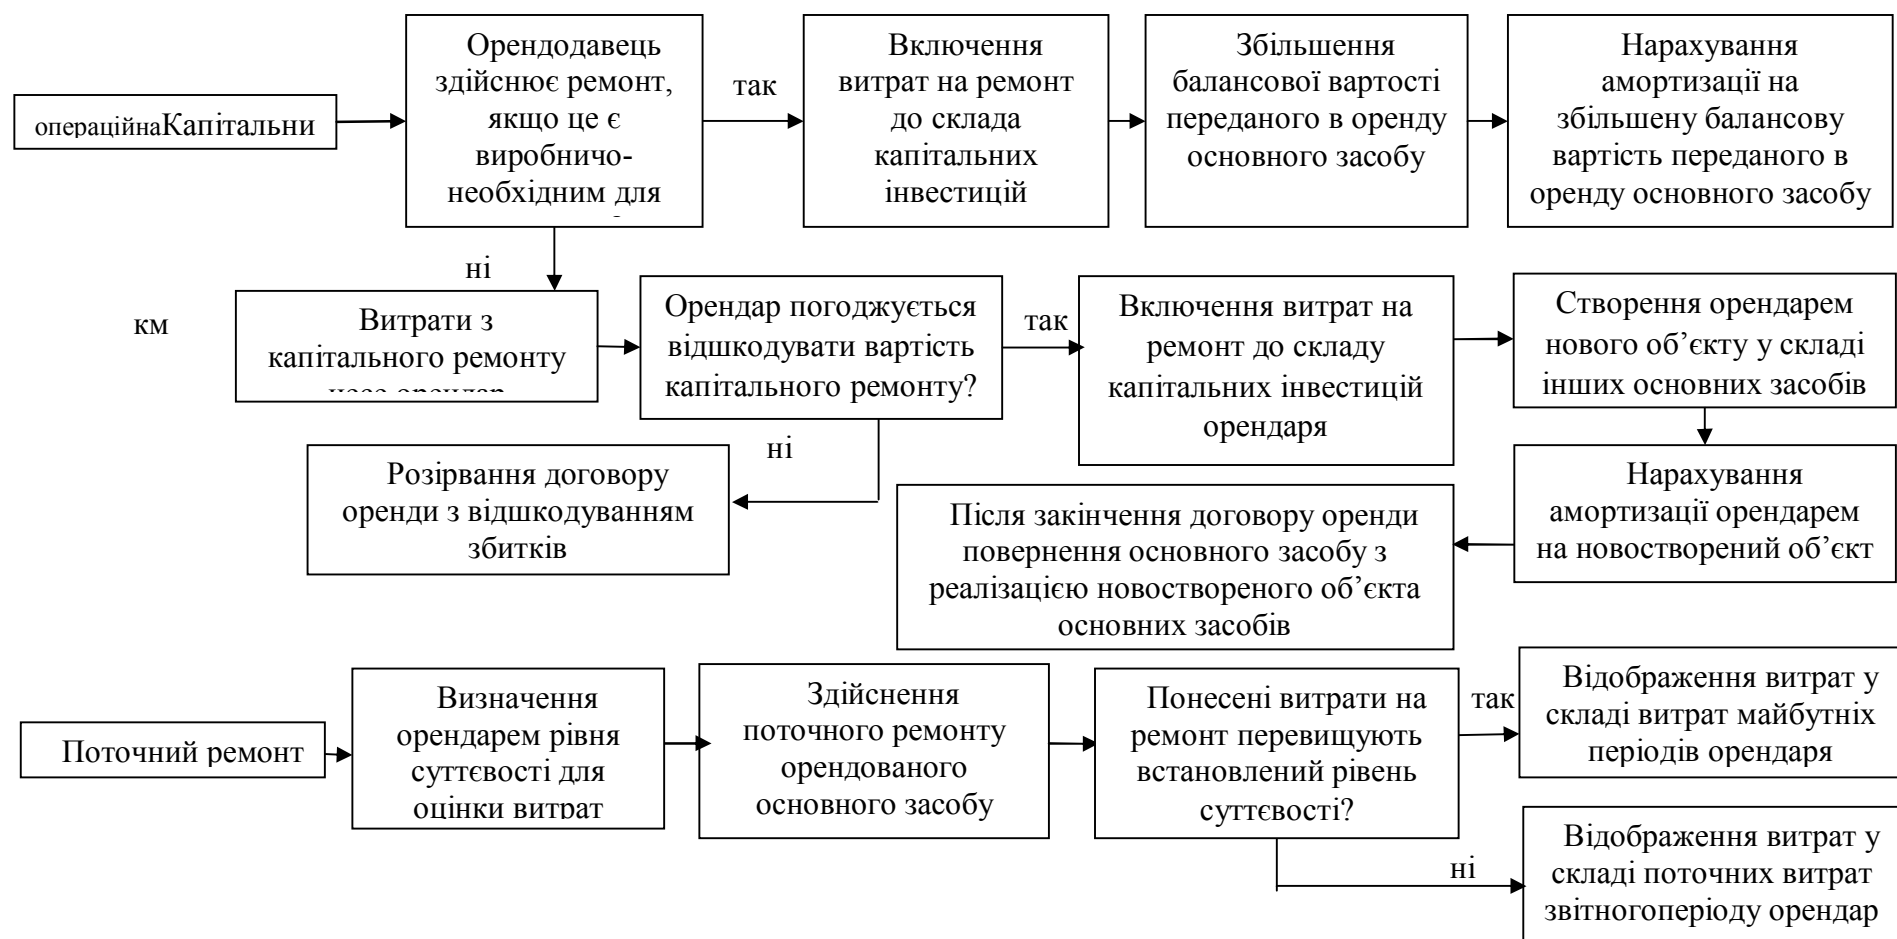 операційнаКапітальни
Орендодавець
здійснює ремонт,
якщо це є
виробничо-
необхідним для
так
Включення
витрат на ремонт
до склада
капітальних
інвестицій
Збільшення
балансової вартості
переданого в оренду
основного засобу
Нарахування
амортизації на
збільшену балансову
вартість переданого в
оренду основного засобу
ні
км
Витрати з
капітального ремонту
несе орендар
Орендар погоджується
відшкодувати вартість
капітального ремонту?
так
Включення витрат на
ремонт до складу
капітальних інвестицій
орендаря
Створення орендарем
нового об’єкту у складі
інших основних засобів
ні
Розірвання договору
оренди з відшкодуванням
збитків
Нарахування
амортизації орендарем
на новостворений об’єкт
Після закінчення договору оренди
повернення основного засобу з
реалізацією новоствореного об’єкта
основних засобів
Поточний ремонт
Визначення
орендарем рівня
суттєвості для
оцінки витрат
Здійснення
поточного ремонту
орендованого
основного засобу
Понесені витрати на
ремонт перевищують
встановлений рівень
суттєвості?
так
Відображення витрат у
складі витрат майбутніх
періодів орендаря
ні
Відображення витрат у
складі поточних витрат
звітногоперіоду орендар